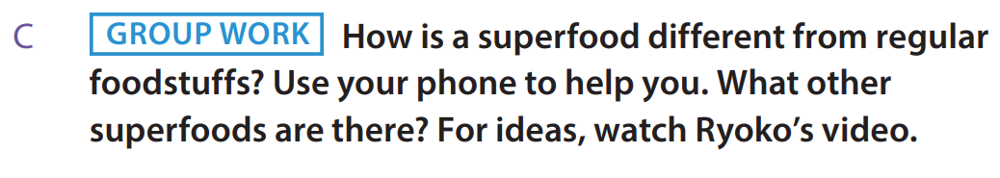 C GROUP WORK How is a superfood different from regular
foodstuffs? Use your phone to help you. What other
superfoods are there? For ideas, watch Ryoko’s video.